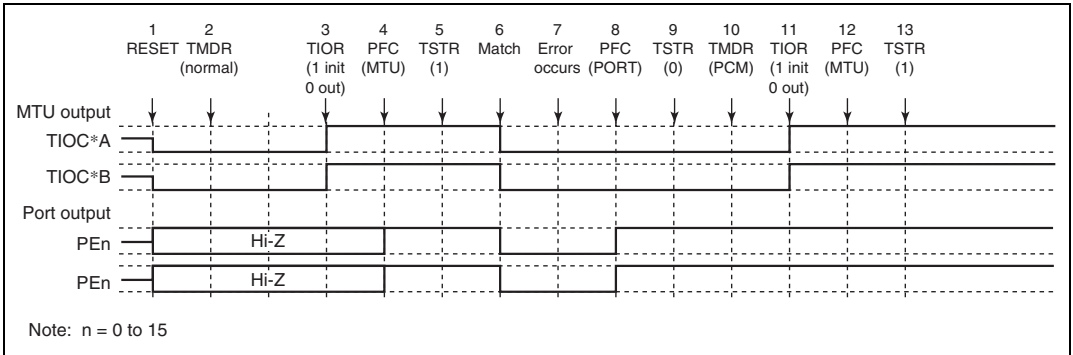 1 2 3 4 5 6 7 8 9 10 11 12 13
RESET TMDR TIOR PFC TSTR Match Error PFC TSTR TMDR TIOR PFC TSTR
(normal) (1 init (MTU) (1) occurs (PORT) (0) (PCM) (1 init (MTU) (1)
0 out) 0 out)
MTU output
TIOC*A
TIOC*B
Port output
PEn Hi-Z
PEn Hi-Z
Note: n = 0 to 15